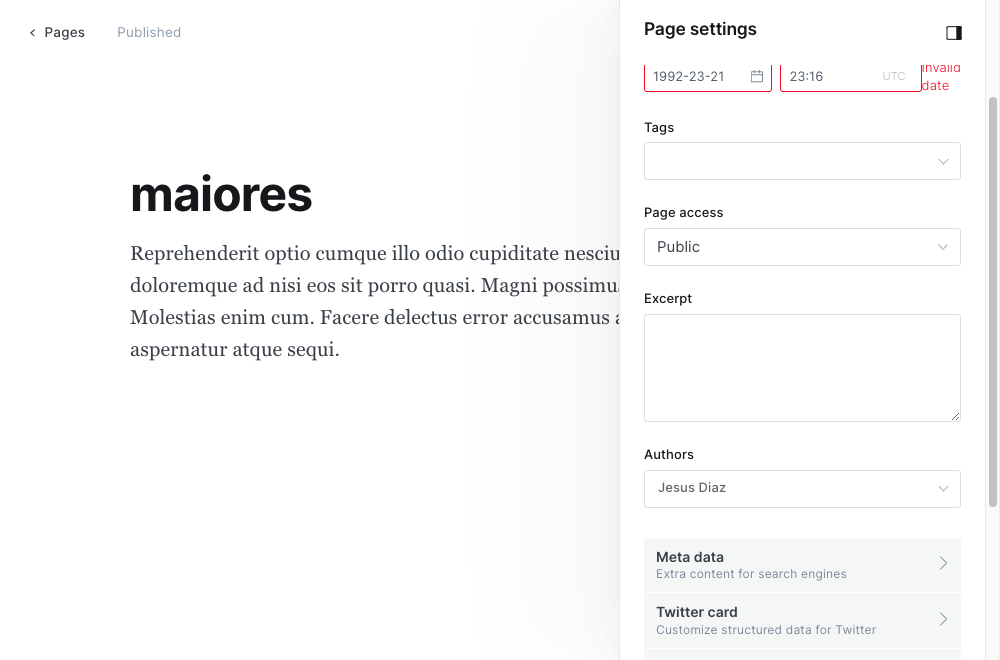 Pages
Published
maiores
Reprehenderit optio cumque illo odio cupiditate
doloremque ad nisi eos sit porro quasi. Magni
Molestias enim cum. Facere delectus error accusamus
aspernatur atque sequi.
Page settings
1992-23-21
23:16
UTC
Invalid
date
Tags
Page access
Public
Excerpt
Authors
Jesus Diaz
Meta data
Extra content for search engines
Twitter card
Customize structured data for Twitter